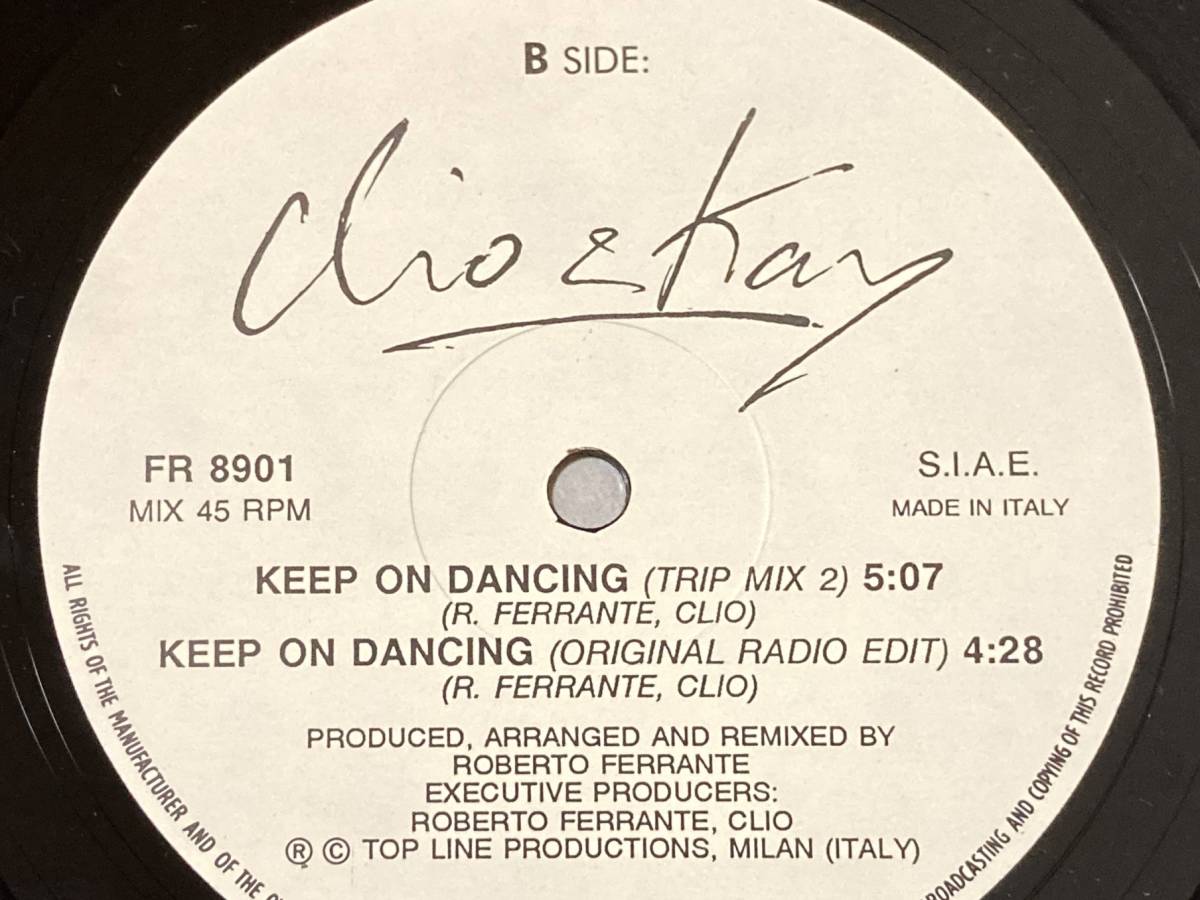 B SIDE:
Clio & Kay
FR 8901
MIX 45 RPM
S.I.A.E.
MADE IN ITALY
KEEP ON DANCING (TRIP MIX 2) 5:07
(R. FERRANTE, CLIO)
KEEP ON DANCING (ORIGINAL RADIO EDIT) 4:28
(R. FERRANTE, CLIO)
PRODUCED, ARRANGED AND REMIXED BY
ROBERTO FERRANTE
EXECUTIVE PRODUCERS:
ROBERTO FERRANTE, CLIO
Ⓡ Ⓒ TOP LINE PRODUCTIONS, MILAN (ITALY)
ALL RIGHTS OF THE MANUFACTURER AND OF THE
BROADCASTING AND COPYING OF THIS RECORD PROHIBITED